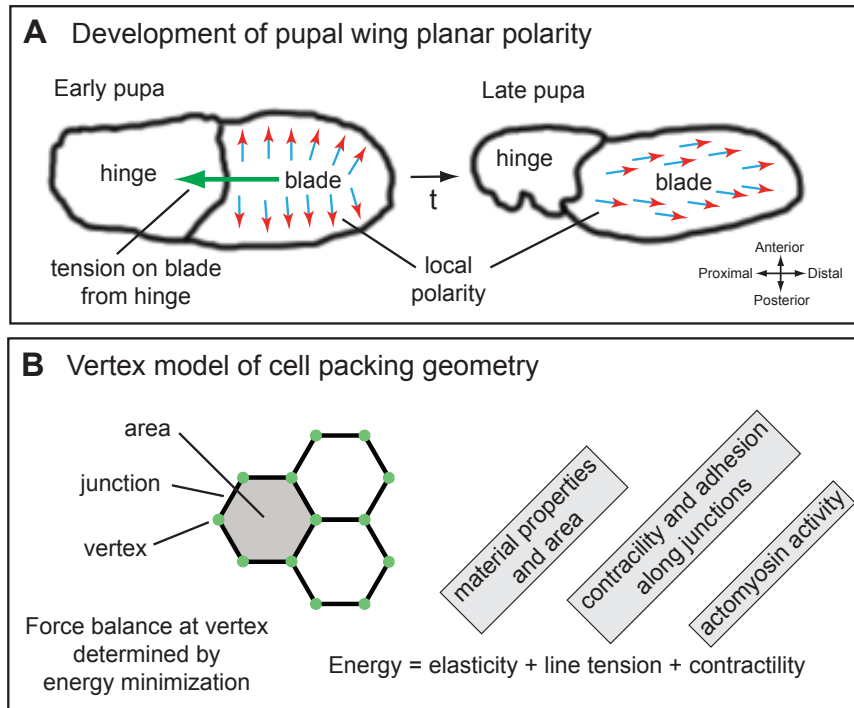 A Development of pupal wing planar polarity
Early pupa
Late pupa
hinge
blade
t
hinge
blade
tension on blade
from hinge
local
polarity
Anterior
Proximal
Distal
Posterior
B Vertex model of cell packing geometry
area
junction
vertex
material properties
and area
contracility and adhesion
along junctions
actomyosin activity
Force balance at vertex
determined by
energy minimization
Energy = elasticity + line tension + contractility